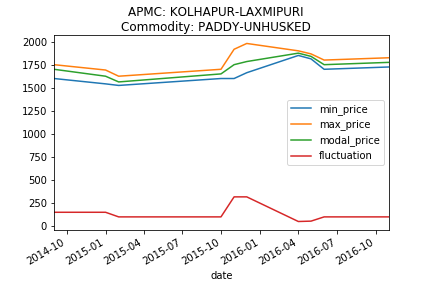 APMC: KOLHAPUR-LAXMIPURI
Commodity: PADDY-UNHUSKED
2000
1750
1500
1250
1000
750
500
250
0
min_price
max_price
modal_price
fluctuation
2014-10
2015-01
2015-04
2015-07
2015-10
2016-01
2016-04
2016-07
2016-10
date